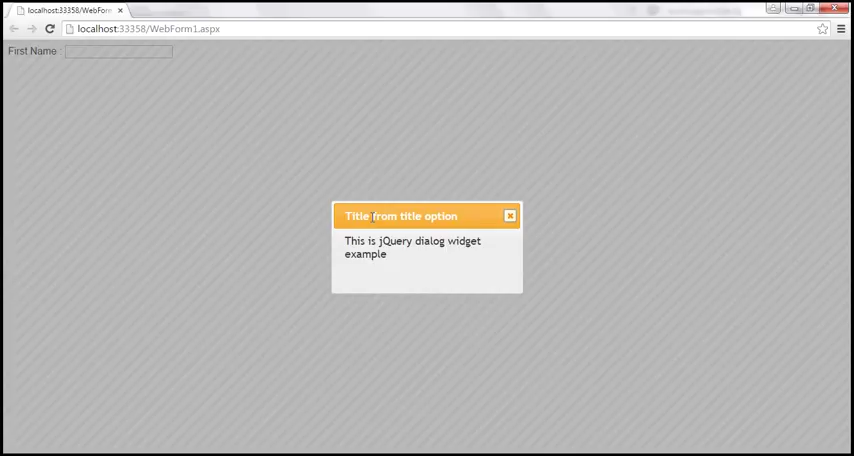 localhost:33358/WebForm
localhost:33358/WebForm1.aspx
First Name :
Title from title option
This is jQuery dialog widget
example